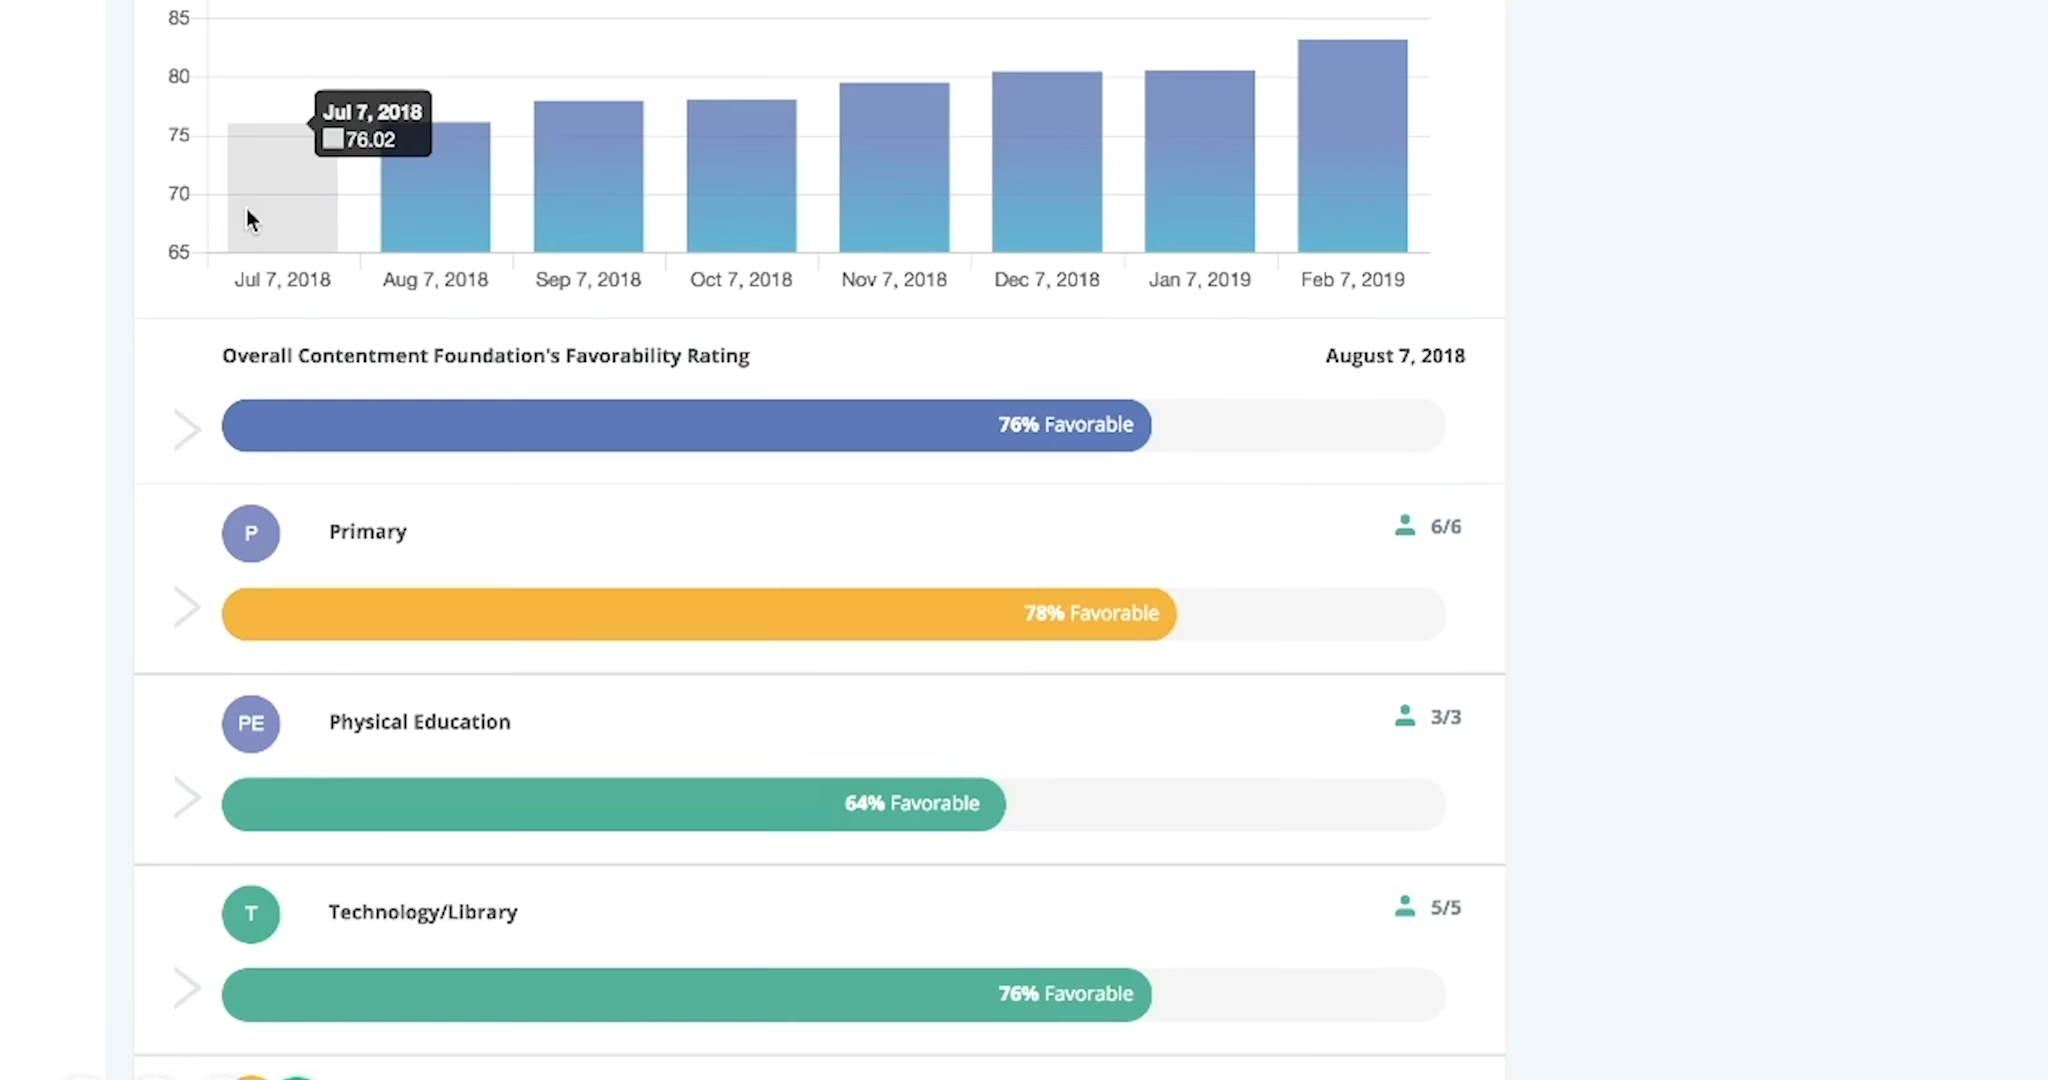 85
80
75
70
65
Jul 7, 2018
76.02
Jul 7, 2018 Aug 7, 2018 Sep 7, 2018 Oct 7, 2018 Nov 7, 2018 Dec 7, 2018 Jan 7, 2019 Feb 7, 2019
Overall Contentment Foundation's Favorability Rating August 7, 2018
76% Favorable
P Primary 6/6
78% Favorable
PE Physical Education 3/3
64% Favorable
T Technology/Library 5/5
76% Favorable